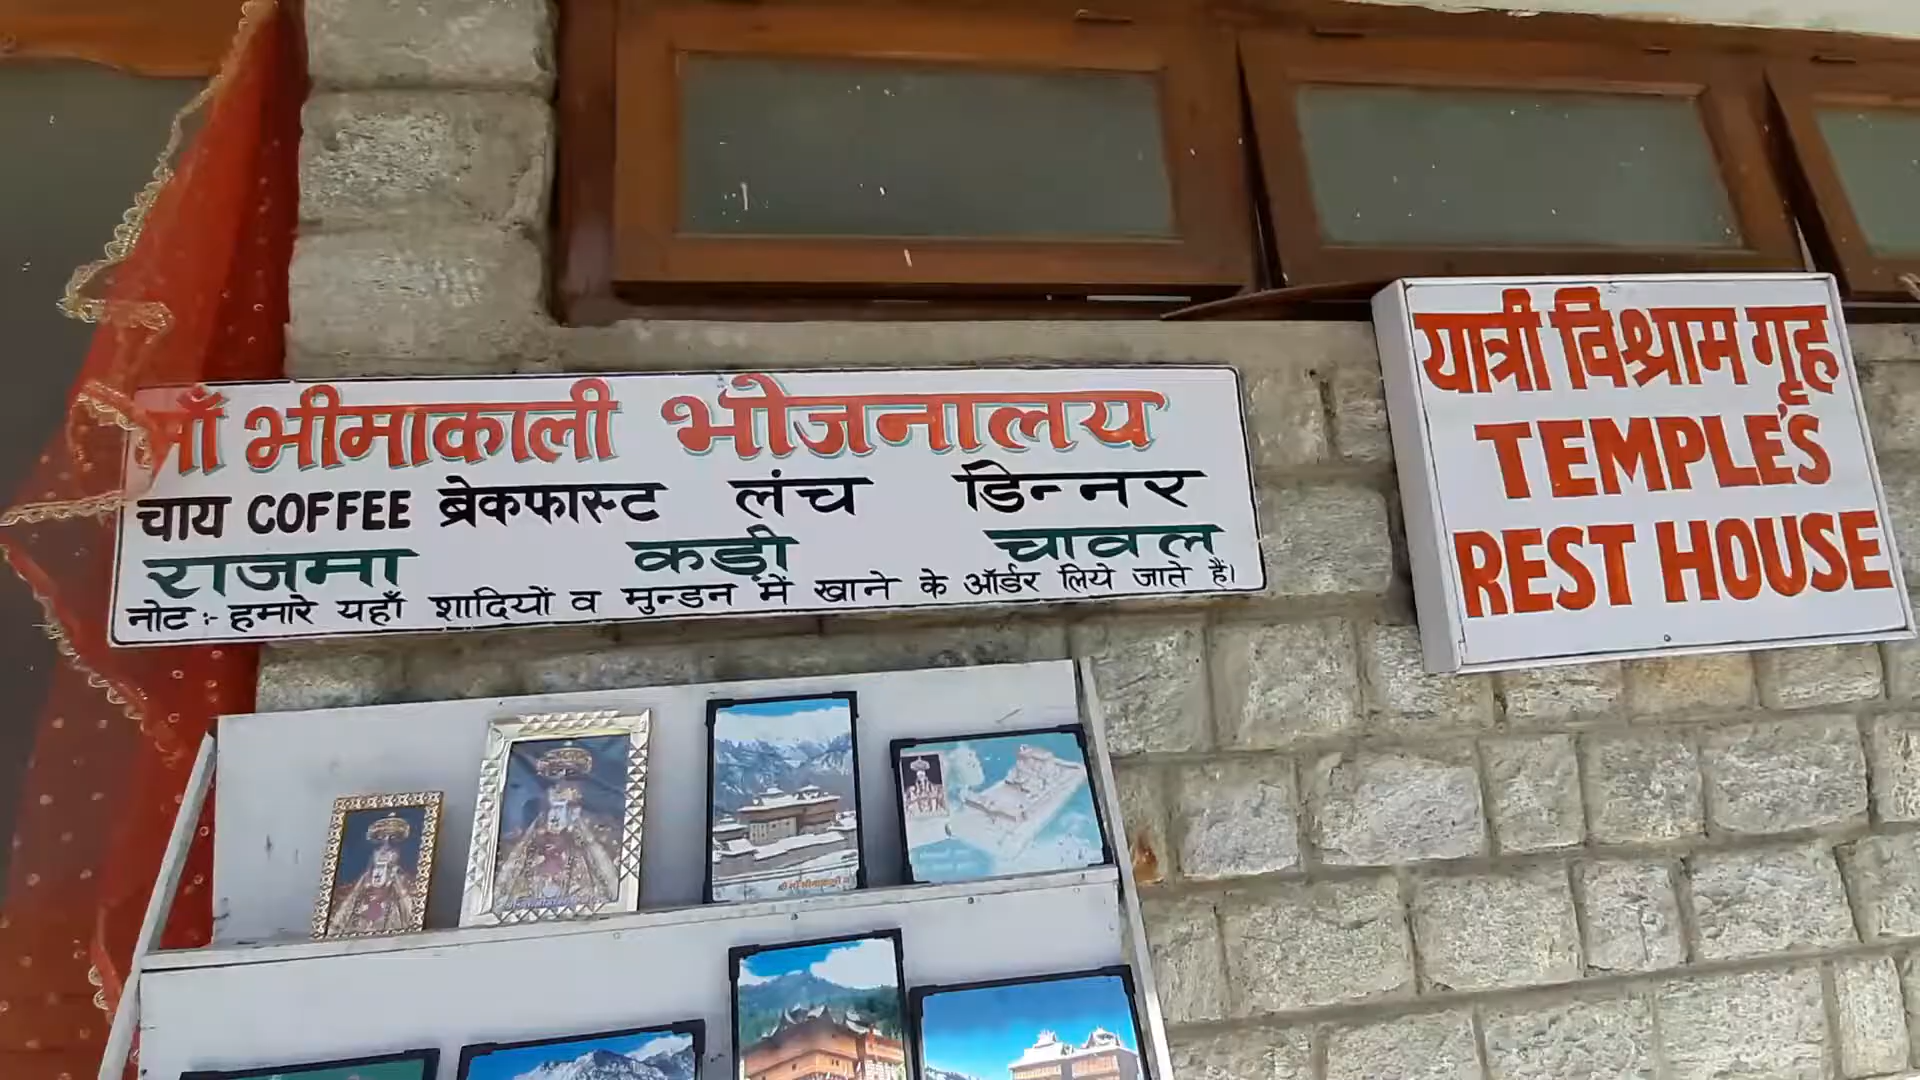 माँ भीमाकाली भोजनालय
चाय COFFEE ब्रेकफास्ट लंच डिन्नर
राजमा कड़ी चावल
नोट :- हमारे यहाँ शादियों व मुन्डन में खाने के ऑर्डर लिये जाते हैं।
यात्री विश्राम गृह
TEMPLE'S
REST HOUSE